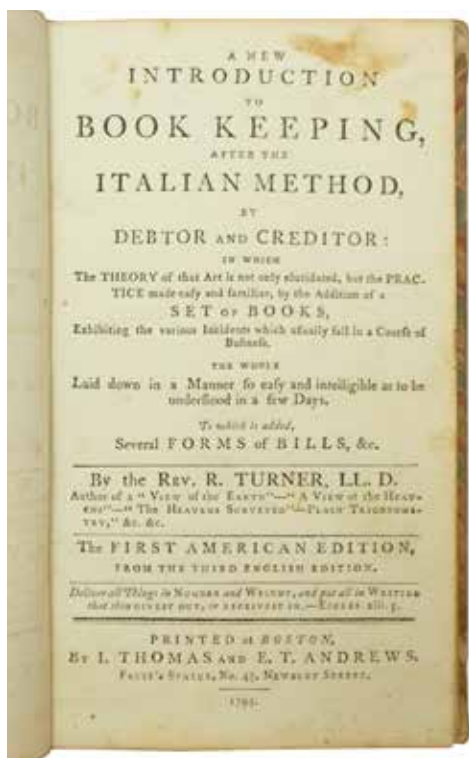 A NEW
INTRODUCTION
TO
BOOK KEEPING,
AFTER THE
ITALIAN METHOD,
BY
DEBTOR AND CREDITOR:
IN WHICH
The THEORY of that Art is not only elucidated, but the PRAC-
TICE made easy and familiar, by the Addition of a
SET OF BOOKS,
Exhibiting the various Incidents which usually fall in a Course of
Business.
THE WHOLE
Laid down in a Manner so easy and intelligible as to be
understood in a few Days.
To which is added,
Several FORMS of BILLS, &c.
By the REV. R. TURNER, LL. D.
Author of a "VIEW of the EARTH"—"A VIEW of the HEAV-
ENS"—"The HEAVENS SURVEYED"—PLAIN TRIGONOME-
TRY," &c. &c.
The FIRST AMERICAN EDITION,
FROM THE THIRD ENGLISH EDITION.
Deliver all Things in NUMBER and WEIGHT, and put all in WRITING
that thou GIVEST OUT, or RECEIVEST IN.—ECCLES. xlii. 7.
PRINTED at BOSTON,
BY I. THOMAS AND E. T. ANDREWS.
FAUST'S STATUE, No. 45, NEWBURY STREET.